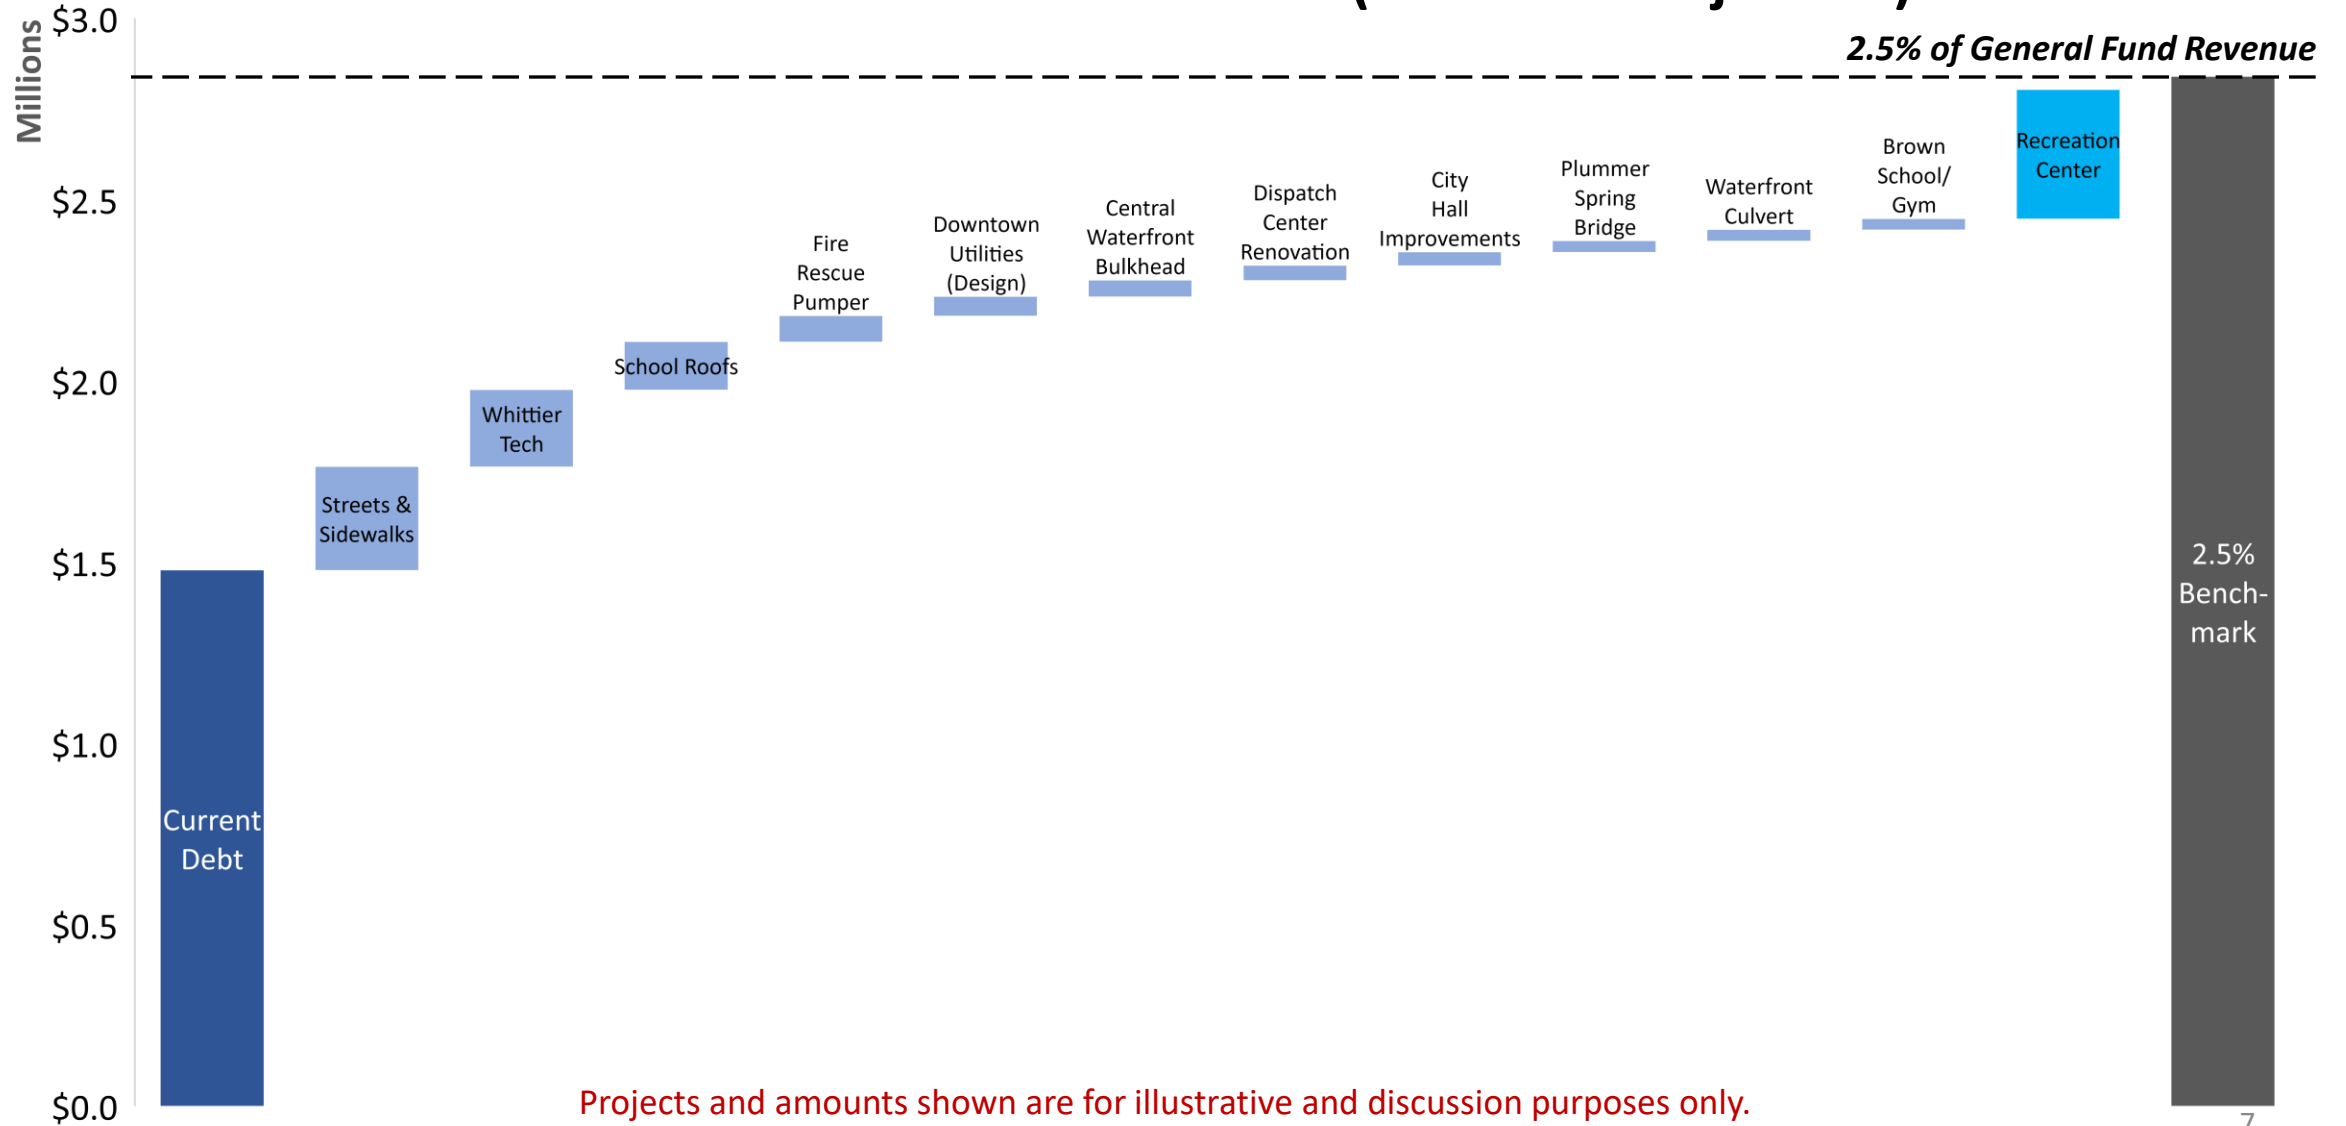 $3.0
Millions
2.5% of General Fund Revenue
$2.5
$2.0
$1.5
$1.0
$0.5
$0.0
Current
Debt
Streets &
Sidewalks
Whittier
Tech
School Roofs
Fire
Rescue
Pumper
Downtown
Utilities
(Design)
Central
Waterfront
Bulkhead
Dispatch
Center
Renovation
City
Hall
Improvements
Plummer
Spring
Bridge
Waterfront
Culvert
Brown
School/
Gym
Recreation
Center
2.5%
Bench-
mark
Projects and amounts shown are for illustrative and discussion purposes only.
7